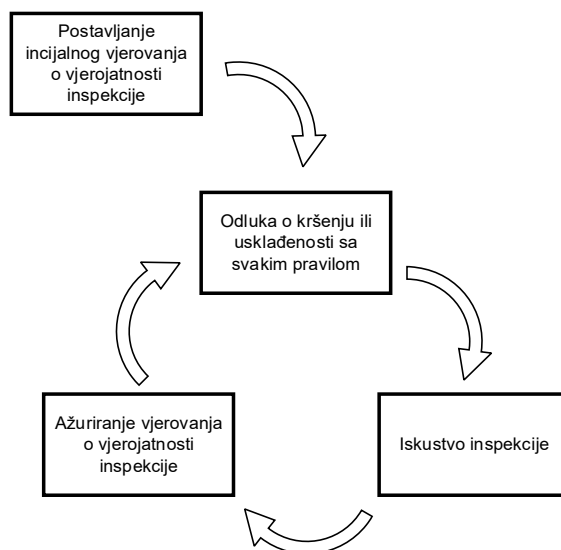 Postavljanje
incijalnog vjerovanja
o vjerojatnosti
inspekcije
Odluka o kršenju ili
usklađenosti sa
svakim pravilom
Ažuriranje vjerovanja
o vjerojatnosti
inspekcije
Iskustvo inspekcije